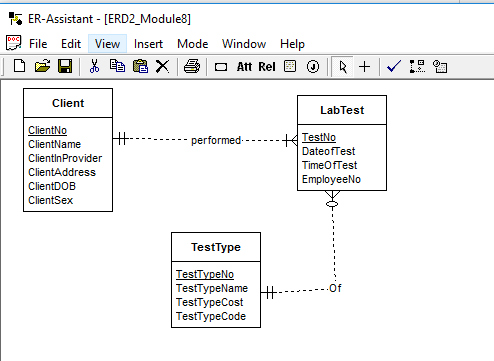 ER-Assistant - [ERD2_Module8]
DOC File Edit View Insert Mode Window Help
Att Rel
Client
ClientNo
ClientName
ClientInProvider
ClientAddress
ClientDOB
ClientSex
performed
LabTest
TestNo
DateofTest
TimeOfTest
EmployeeNo
TestType
TestTypeNo
TestTypeName
TestTypeCost
TestTypeCode
Of